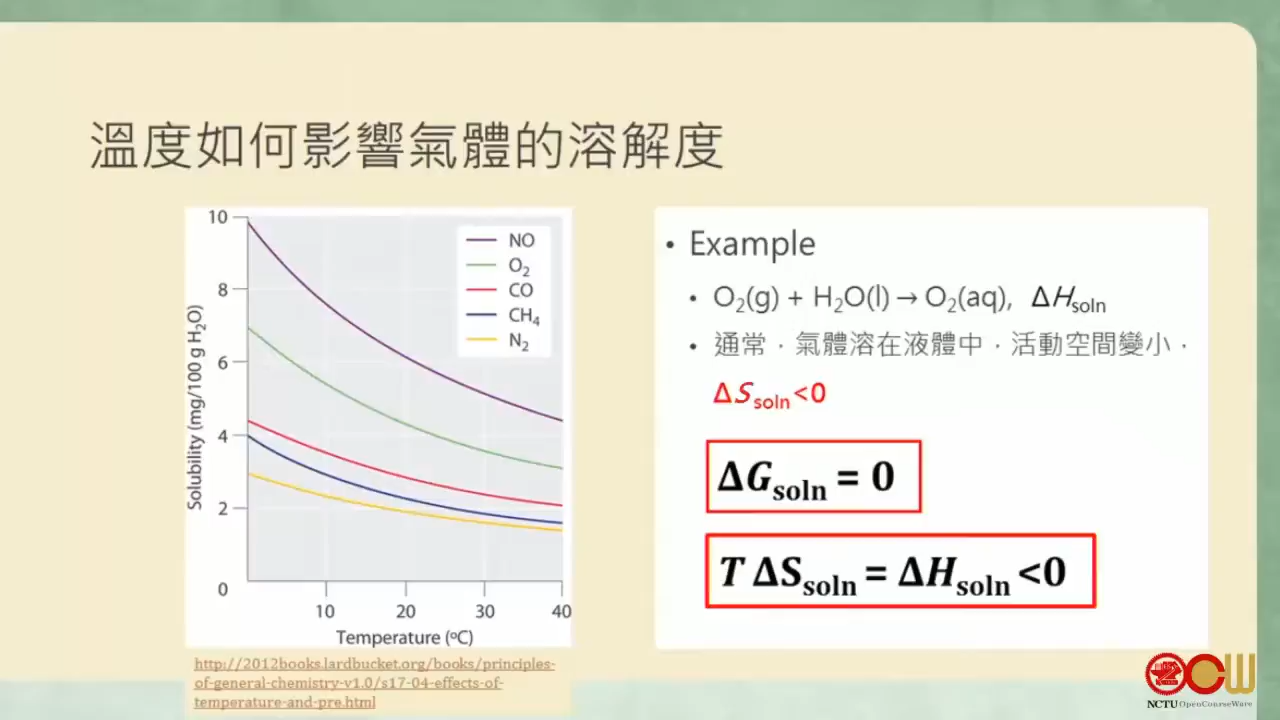 溫度如何影響氣體的溶解度
10
8
6
4
2
0
10 20 30 40
Solubility (mg/100 g H₂O)
Temperature (ºC)
NO
O₂
CO
CH₄
N₂
http://2012books.lardbucket.org/books/principles-
of-general-chemistry-v1.0/s17-04-effects-of-
temperature-and-pre.html
• Example
• O₂(g) + H₂O(l) → O₂(aq), ΔHsoln
• 通常，氣體溶在液體中，活動空間變小，
ΔSsoln<0
ΔGsoln = 0
T ΔSsoln = ΔHsoln <0
OCW
NCTU OpenCourseWare